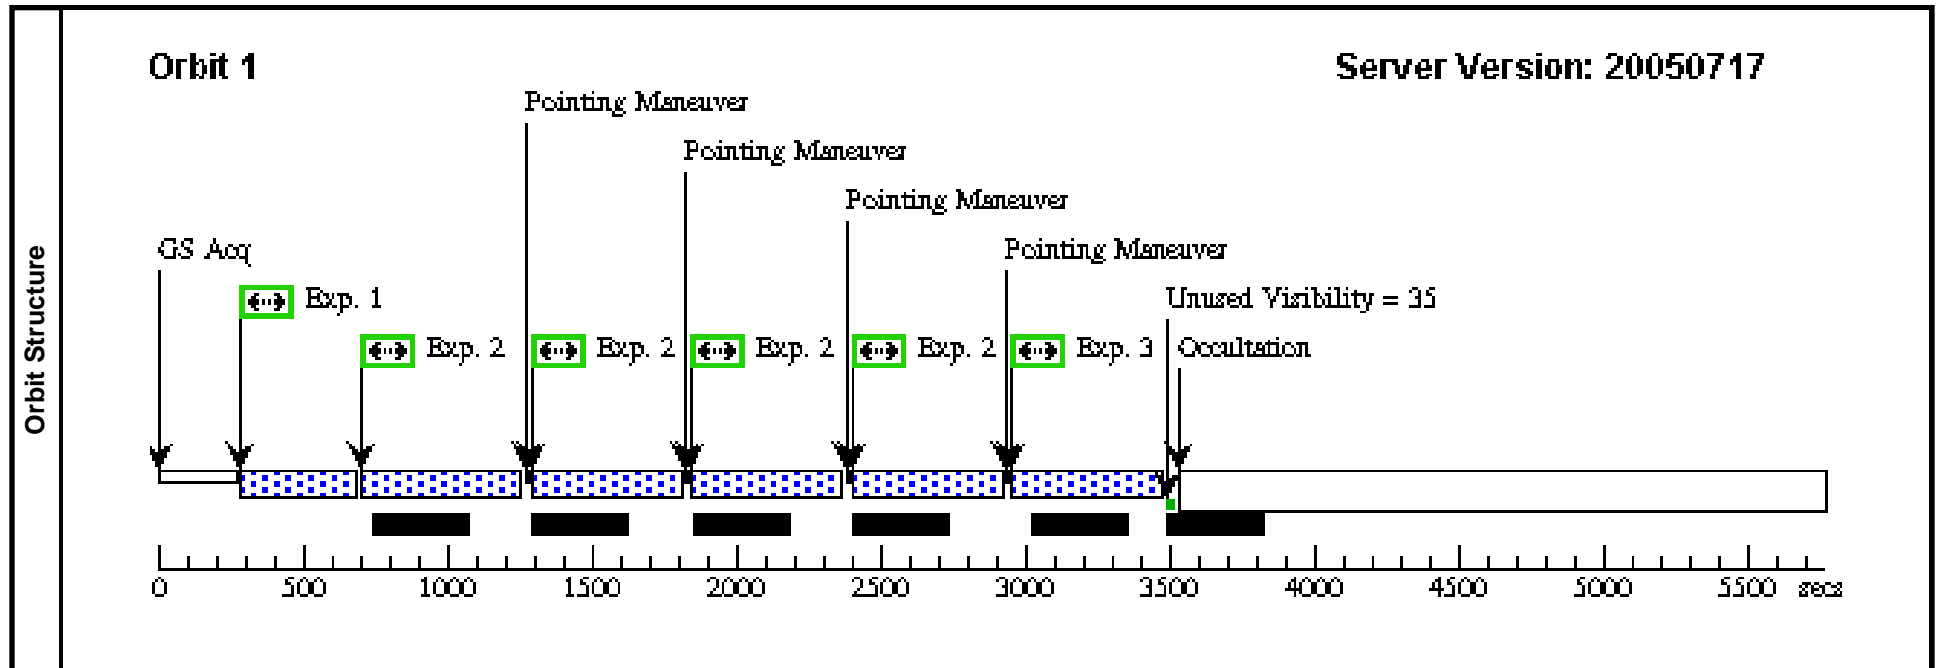 Orbit 1
Server Version: 20050717
Pointing Maneuver
Pointing Maneuver
Pointing Maneuver
GS Acq
Pointing Maneuver
Exp. 1
Unused Visibility = 35
Exp. 2
Exp. 2
Exp. 2
Exp. 2
Exp. 3
Occultation
Orbit Structure
0 500 1000 1500 2000 2500 3000 3500 4000 4500 5000 5500 secs